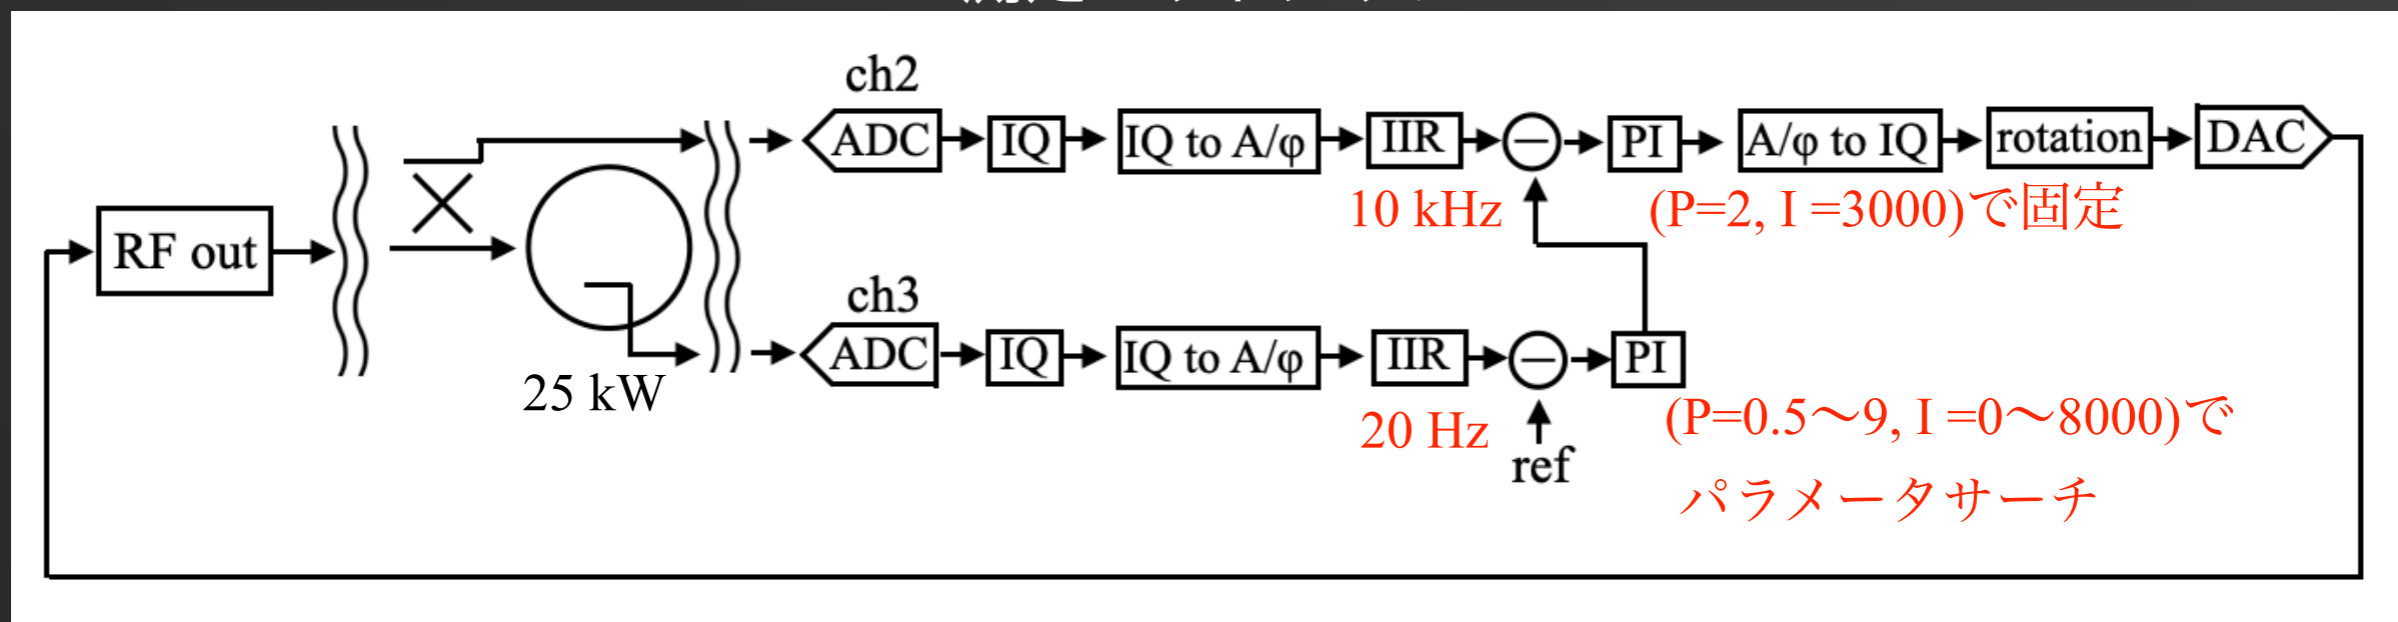 ch2
ADC IQ IQ to A/φ IIR PI A/φ to IQ rotation DAC
10 kHz (P=2, I =3000)で固定
RF out
ch3
ADC IQ IQ to A/φ IIR PI
25 kW
20 Hz (P=0.5〜9, I =0〜8000)で
ref
パラメータサーチ